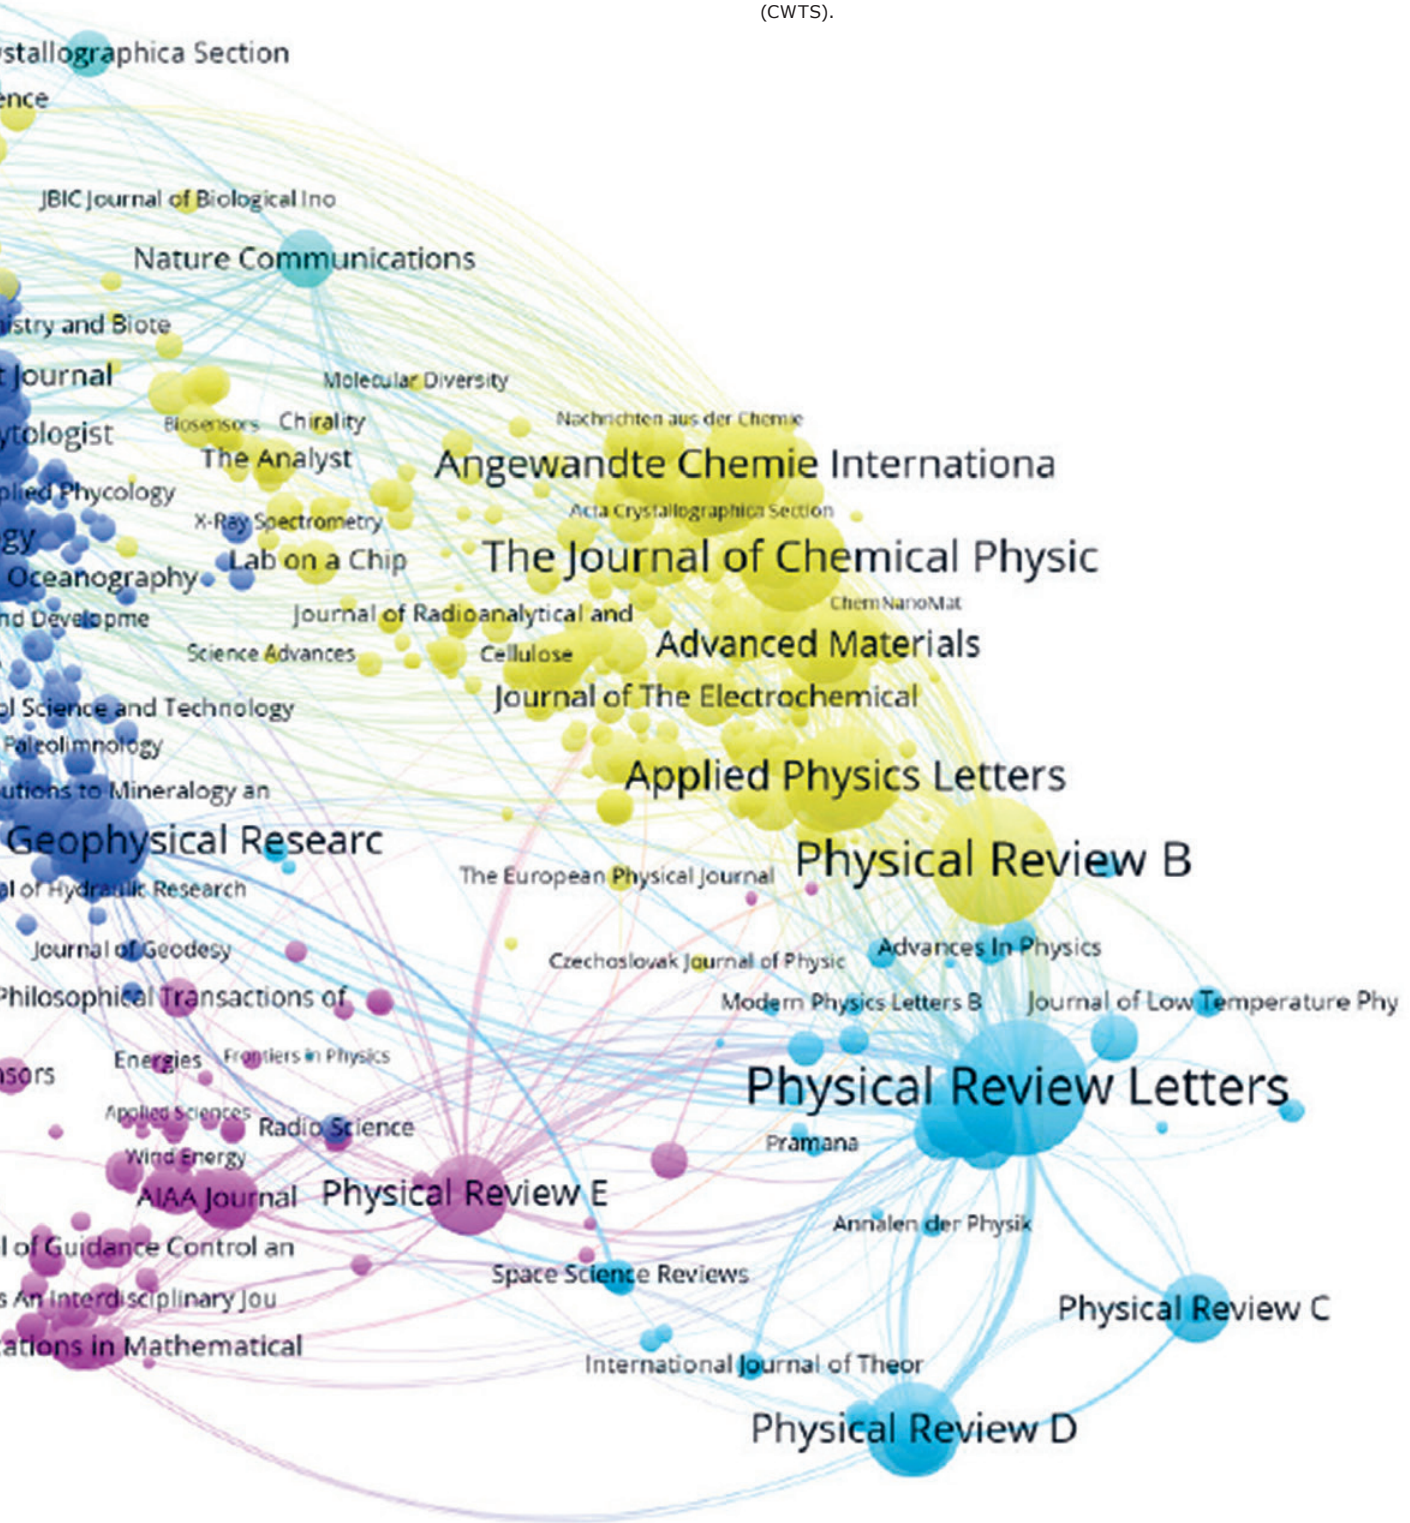 (CWTS).
stallographica Section
ence
JBIC Journal of Biological Ino
Nature Communications
istry and Biote
t Journal
Molecular Diversity
Biosensors
Chirality
Nachrichten aus der Chemie
ytologist
The Analyst
Angewandte Chemie Internationa
plied Phycology
X-Ray Spectrometry
Acta Crystallographica Section
gy
Lab on a Chip
The Journal of Chemical Physic
Oceanography
ChemNanoMat
nd Developme
Journal of Radioanalytical and
Science Advances
Cellulose
Advanced Materials
Journal of The Electrochemical
ol Science and Technology
Paleolimnology
Applied Physics Letters
utions to Mineralogy an
Geophysical Researc
Physical Review B
The European Physical Journal
al of Hydraulic Research
Journal of Geodesy
Advances In Physics
Czechoslovak Journal of Physic
Philosophical Transactions of
Modern Physics Letters B
Journal of Low Temperature Phy
Energies
Frontiers in Physics
nsors
Physical Review Letters
Applied Sciences
Radio Science
Pramana
Wind Energy
AIAA Journal
Physical Review E
Annalen der Physik
l of Guidance Control an
Space Science Reviews
s An Interdisciplinary Jou
Physical Review C
ations in Mathematical
International Journal of Theor
Physical Review D